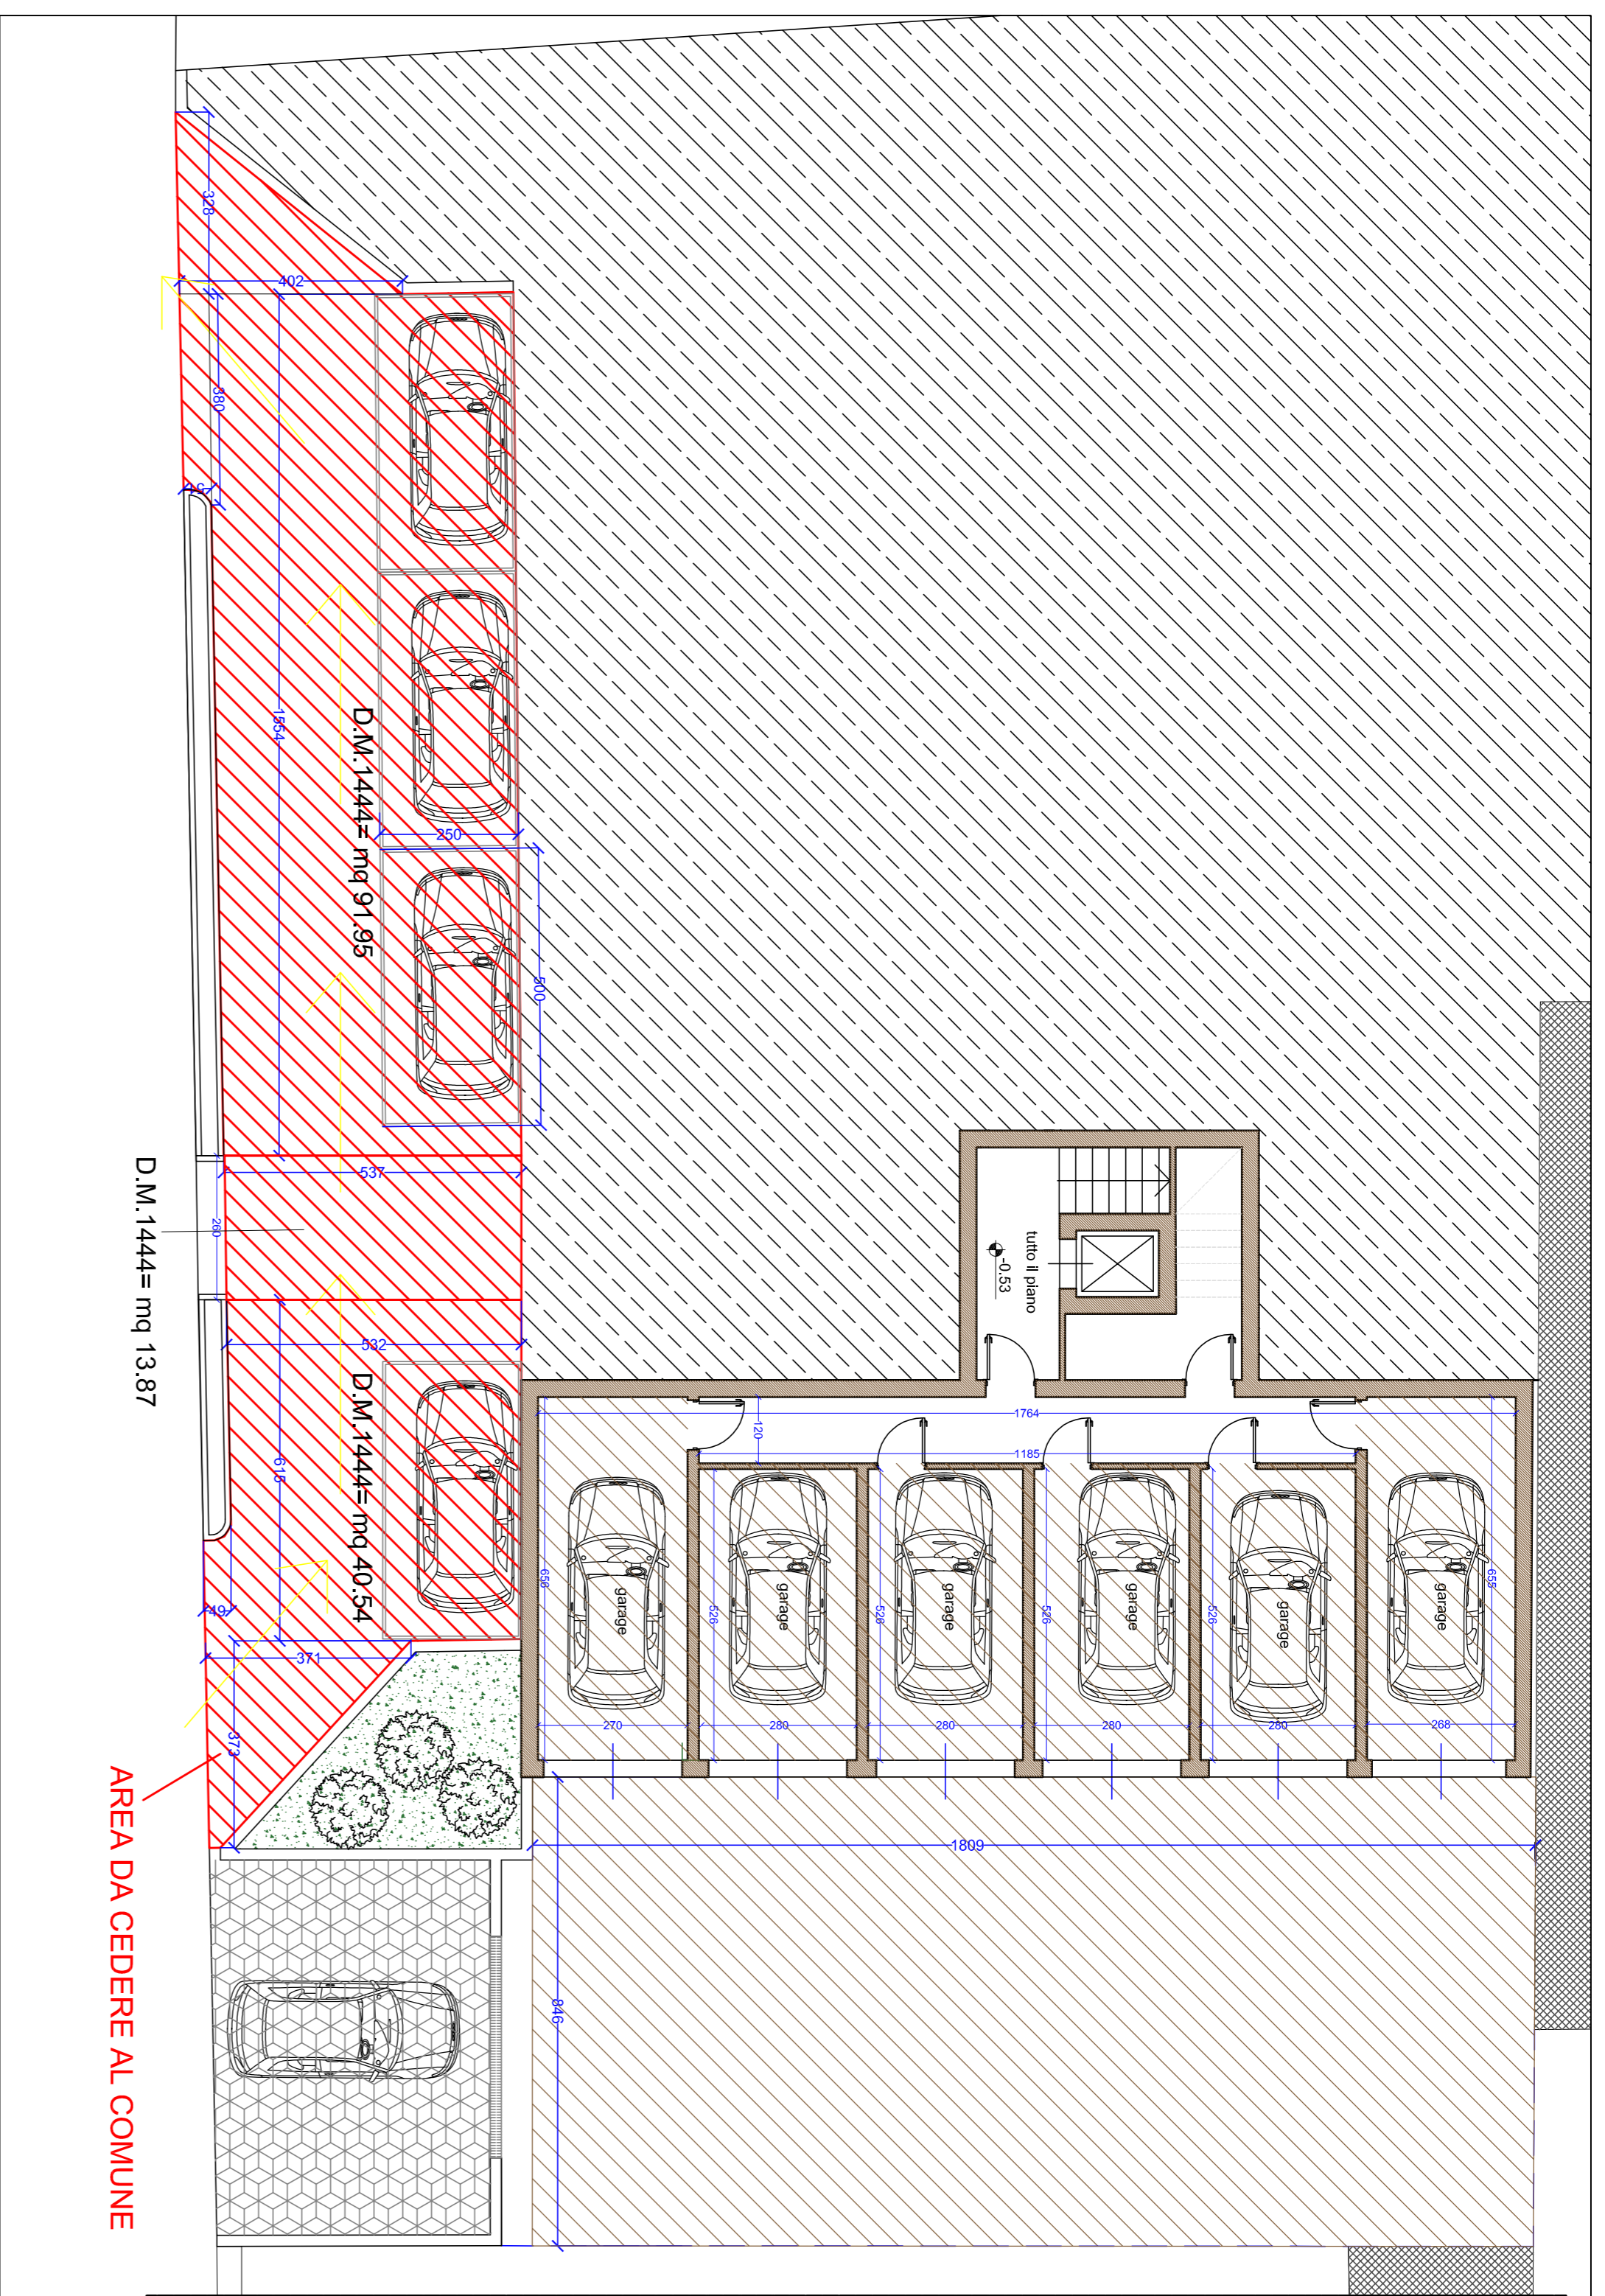 328
402
380
51
1554
D.M.1444= mq 91.95
250
500
537
260
D.M.1444= mq 13.87
532
D.M.1444= mq 40.54
615
49
371
373
AREA DA CEDERE AL COMUNE
tutto il piano
-0.53
1764
120
1185
656
526
526
526
526
655
garage
garage
garage
garage
garage
garage
270
280
280
280
280
268
1809
846